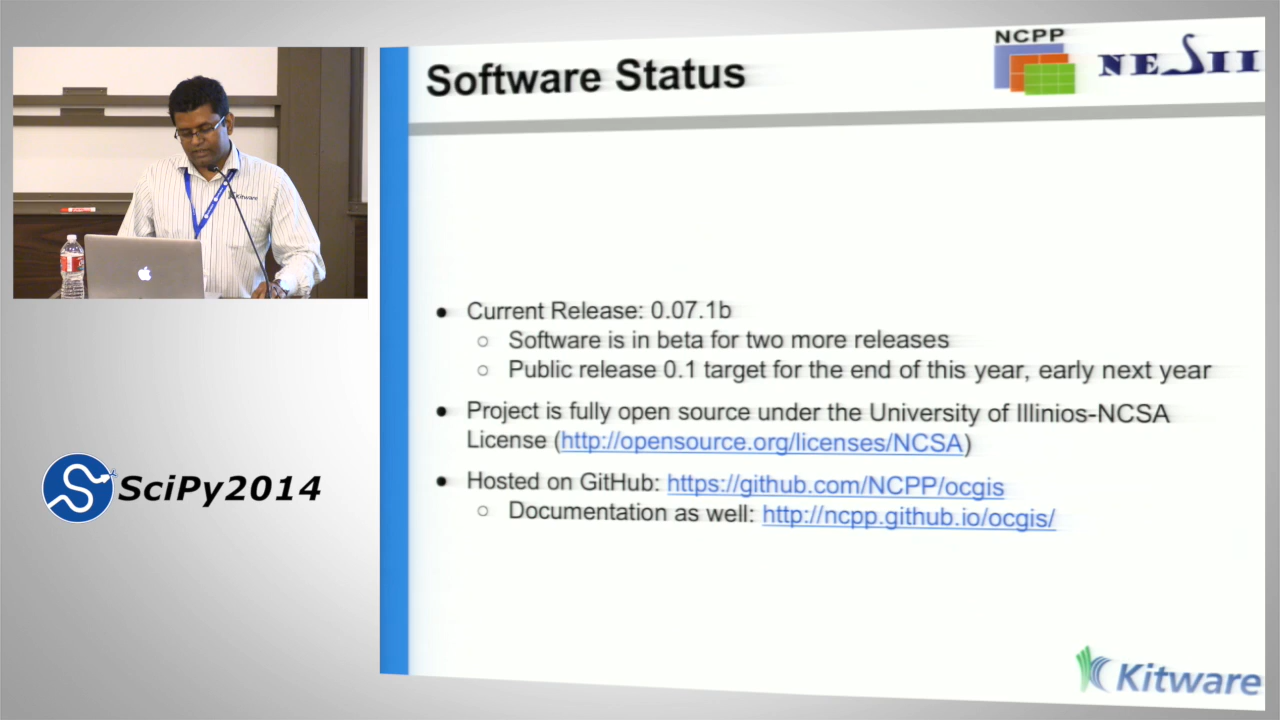 Software Status
NCPP
NESII
● Current Release: 0.07.1b
○ Software is in beta for two more releases
○ Public release 0.1 target for the end of this year, early next year
● Project is fully open source under the University of Illinios-NCSA
License (http://opensource.org/licenses/NCSA)
● Hosted on GitHub: https://github.com/NCPP/ocgis
○ Documentation as well: http://ncpp.github.io/ocgis/
Kitware
Kitware
SciPy2014